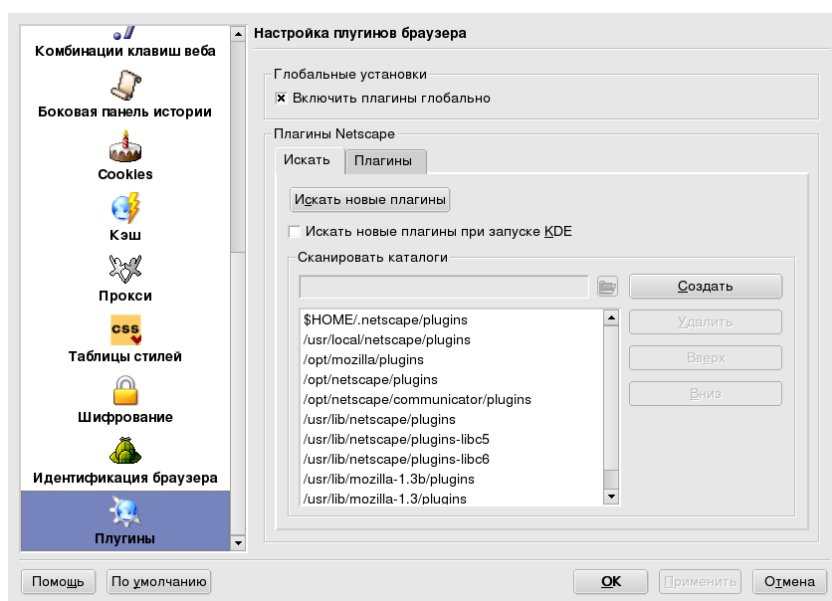 Комбинации клавиш веба
Боковая панель истории
Cookies
Кэш
Прокси
css
Таблицы стилей
Шифрование
Идентификация браузера
Плугины
Настройка плугинов браузера
Глобальные установки
Включить плагины глобально
Плагины Netscape
Искать
Плагины
Искать новые плагины
Искать новые плагины при запуске KDE
Сканировать каталоги
Создать
$HOME/.netscape/plugins
Удалить
/usr/local/netscape/plugins
/opt/mozilla/plugins
Вверх
/opt/netscape/plugins
/opt/netscape/communicator/plugins
Вниз
/usr/lib/netscape/plugins
/usr/lib/netscape/plugins-libc5
/usr/lib/netscape/plugins-libc6
/usr/lib/mozilla-1.3b/plugins
/usr/lib/mozilla-1.3/plugins
Помощь
По умолчанию
OK
Применить
Отмена